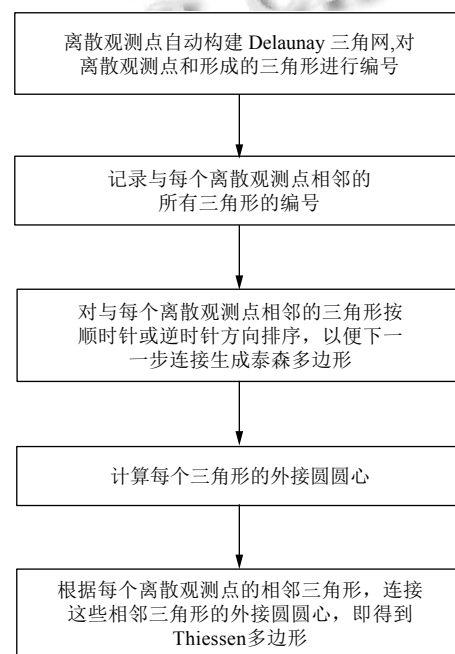 离散观测点自动构建 Delaunay 三角网,对
离散观测点和形成的三角形进行编号
记录与每个离散观测点相邻的
所有三角形的编号
对与每个离散观测点相邻的三角形按
顺时针或逆时针方向排序，以便下一
一步连接生成泰森多边形
计算每个三角形的外接圆圆心
根据每个离散观测点的相邻三角形，连接
这些相邻三角形的外接圆圆心，即得到
Thiessen多边形